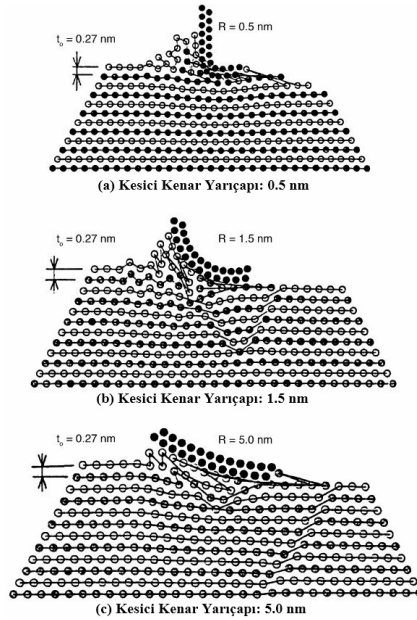 t₀ = 0.27 nm
R = 0.5 nm
(a) Kesici Kenar Yarıçapı: 0.5 nm
t₀ = 0.27 nm
R = 1.5 nm
(b) Kesici Kenar Yarıçapı: 1.5 nm
t₀ = 0.27 nm
R = 5.0 nm
(c) Kesici Kenar Yarıçapı: 5.0 nm